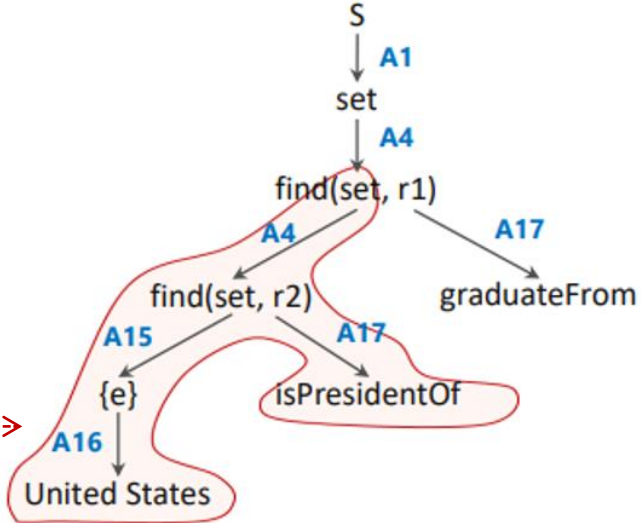 S
A1
set
A4
find(set, r1)
A4
A17
find(set, r2)
graduateFrom
A15
A17
{e}
isPresidentOf
A16
United States